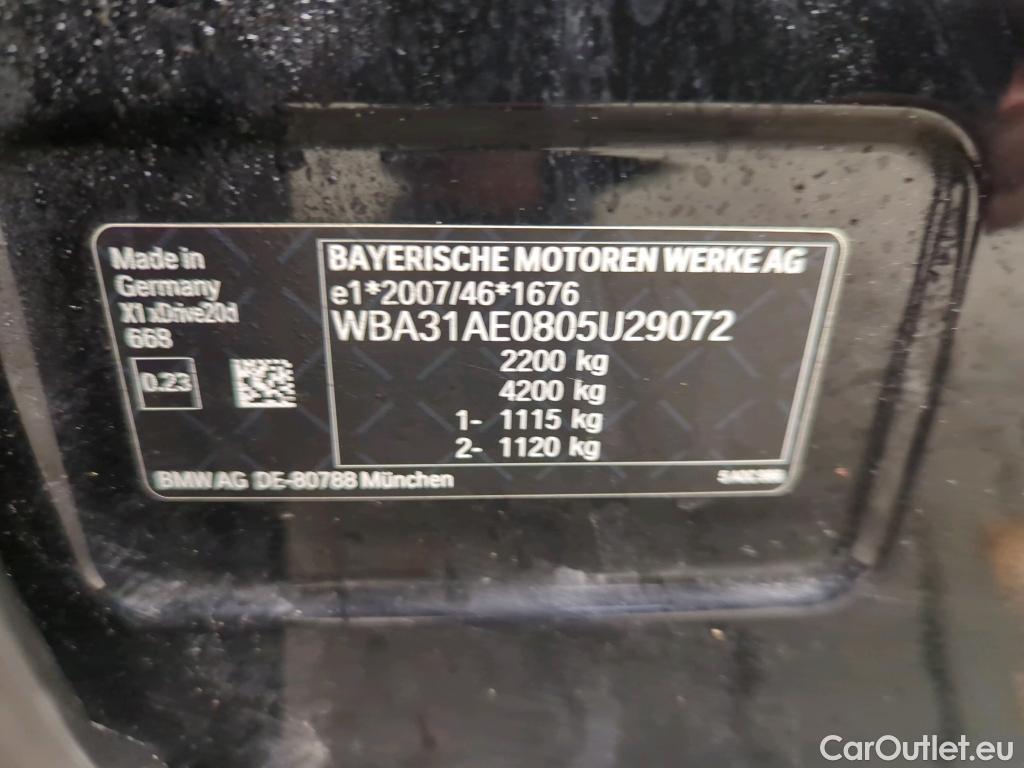 Made in
Germany
X1 xDrive20d
668
0.23
BAYERISCHE MOTOREN WERKE AG
e1*2007/46*1676
WBA31AE0805U29072
2200 kg
4200 kg
1- 1115 kg
2- 1120 kg
BMW AG DE-80788 München
CarOutlet.eu